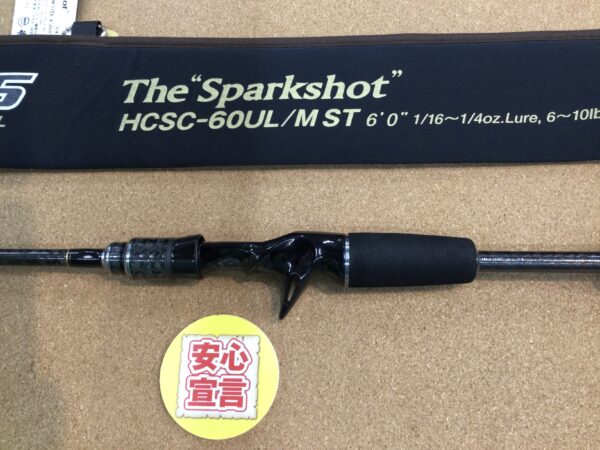 The “Sparkshot”
HCSC-60UL/M ST 6'0" 1/16～1/4oz.Lure, 6～10lb
安心
宣言